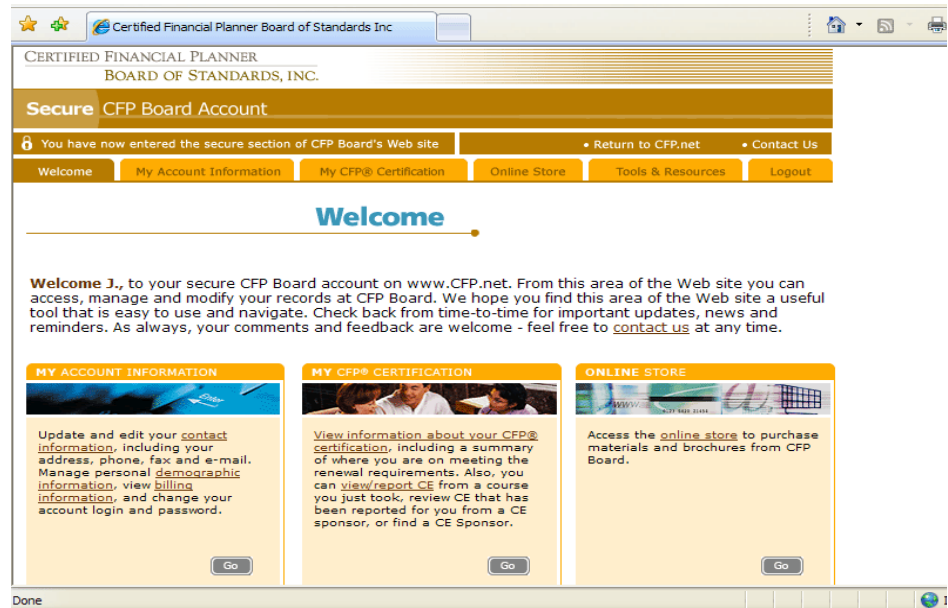 Certified Financial Planner Board of Standards Inc
CERTIFIED FINANCIAL PLANNER
BOARD OF STANDARDS, INC.
Secure CFP Board Account
You have now entered the secure section of CFP Board's Web site
• Return to CFP.net • Contact Us
Welcome My Account Information My CFP® Certification Online Store Tools & Resources Logout
Welcome
Welcome J., to your secure CFP Board account on www.CFP.net. From this area of the Web site you can
access, manage and modify your records at CFP Board. We hope you find this area of the Web site a useful
tool that is easy to use and navigate. Check back from time-to-time for important updates, news and
reminders. As always, your comments and feedback are welcome - feel free to contact us at any time.
MY ACCOUNT INFORMATION
Enter
Update and edit your contact
information, including your
address, phone, fax and e-mail.
Manage personal demographic
information, view billing
information, and change your
account login and password.
Go
MY CFP® CERTIFICATION
View information about your CFP®
certification, including a summary
of where you are on meeting the
renewal requirements. Also, you
can view/report CE from a course
you just took, review CE that has
been reported for you from a CE
sponsor, or find a CE Sponsor.
Go
ONLINE STORE
www.
@
Access the online store to purchase
materials and brochures from CFP
Board.
Go
Done